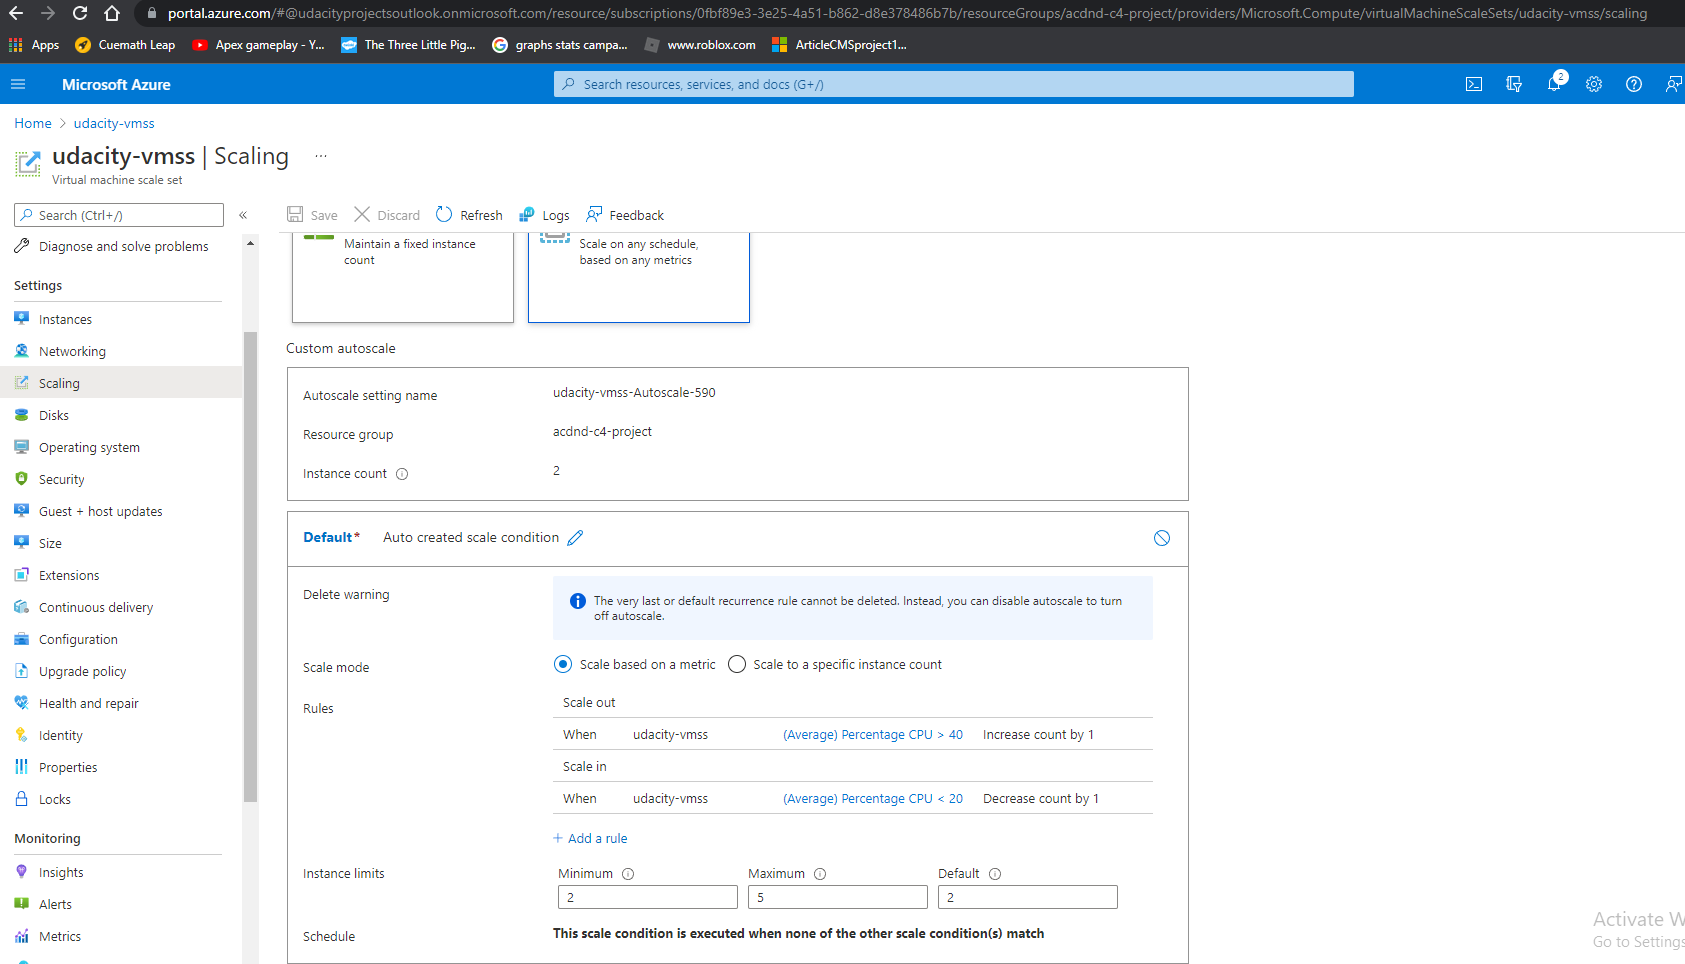 portal.azure.com/#@udacityprojectsoutlook.onmicrosoft.com/resource/subscriptions/0fbf89e3-3e25-4a51-b862-d8e378486b7b/resourceGroups/acdnd-c4-project/providers/Microsoft.Compute/virtualMachineScaleSets/udacity-vmss/scaling
Apps Cuemath Leap Apex gameplay - Y... The Three Little Pig... graphs stats campa... www.roblox.com ArticleCMSproject1...
Microsoft Azure
Search resources, services, and docs (G+/)
2
Home > udacity-vmss
udacity-vmss | Scaling ...
Virtual machine scale set
Search (Ctrl+/) «
Save Discard Refresh Logs Feedback
Diagnose and solve problems
Settings
Instances
Networking
Scaling
Disks
Operating system
Security
Guest + host updates
Size
Extensions
Continuous delivery
Configuration
Upgrade policy
Health and repair
Identity
Properties
Locks
Monitoring
Insights
Alerts
Metrics
Maintain a fixed instance
count
Scale on any schedule,
based on any metrics
Custom autoscale
Autoscale setting name udacity-vmss-Autoscale-590
Resource group acdnd-c4-project
Instance count 2
Default* Auto created scale condition
Delete warning
The very last or default recurrence rule cannot be deleted. Instead, you can disable autoscale to turn
off autoscale.
Scale mode Scale based on a metric Scale to a specific instance count
Rules
Scale out
When udacity-vmss (Average) Percentage CPU > 40 Increase count by 1
Scale in
When udacity-vmss (Average) Percentage CPU < 20 Decrease count by 1
+ Add a rule
Instance limits
Minimum Maximum Default
2 5 2
Schedule This scale condition is executed when none of the other scale condition(s) match
Activate W
Go to Settings